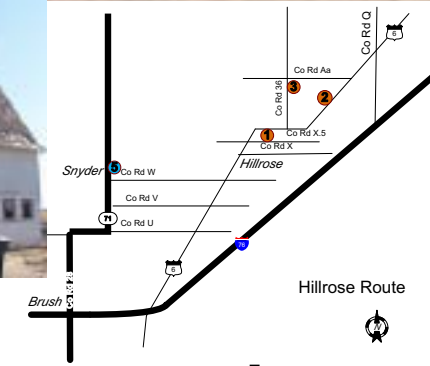 6
Co Rd Q
Co Rd Aa
Co Rd 36
3
2
1
Co Rd X.5
Co Rd X
Hillrose
Snyder
5
Co Rd W
Co Rd V
71
Co Rd U
76
6
Hillrose Route
Brush
N